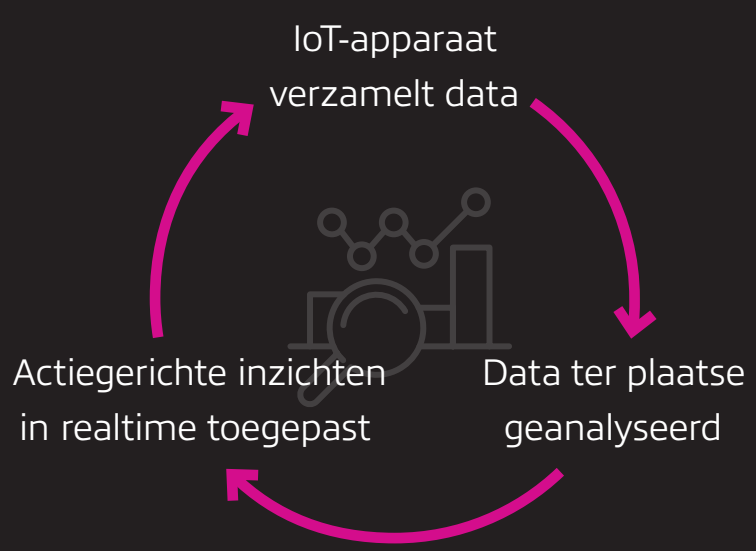 IoT-apparaat
verzamelt data
Data ter plaatse
geanalyseerd
Actiegerichte inzichten
in realtime toegepast